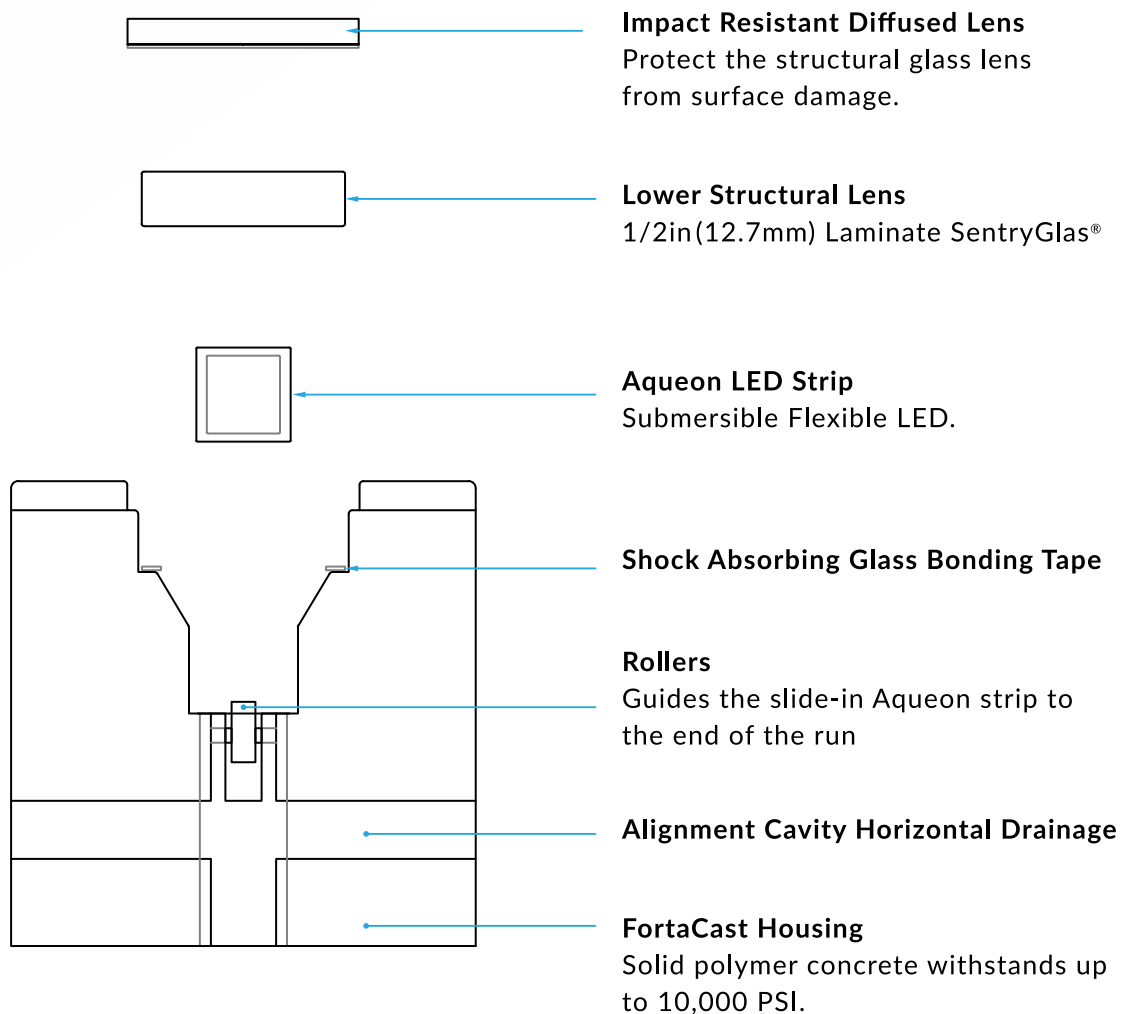 Impact Resistant Diffused Lens
Protect the structural glass lens
from surface damage.
Lower Structural Lens
1/2in(12.7mm) Laminate SentryGlas®
Aqueon LED Strip
Submersible Flexible LED.
Shock Absorbing Glass Bonding Tape
Rollers
Guides the slide-in Aqueon strip to
the end of the run
Alignment Cavity Horizontal Drainage
FortaCast Housing
Solid polymer concrete withstands up
to 10,000 PSI.